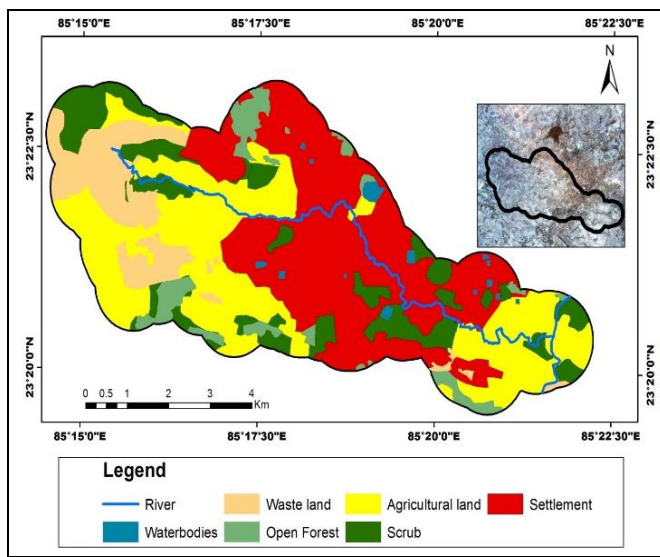 85°15'0"E 85°17'30"E 85°20'0"E 85°22'30"E
N
23°22'30"N 23°22'30"N
23°20'0"N 23°20'0"N
0 0.5 1 2 3 4
Km
85°15'0"E 85°17'30"E 85°20'0"E 85°22'30"E
Legend
River Waste land Agricultural land Settlement
Waterbodies Open Forest Scrub